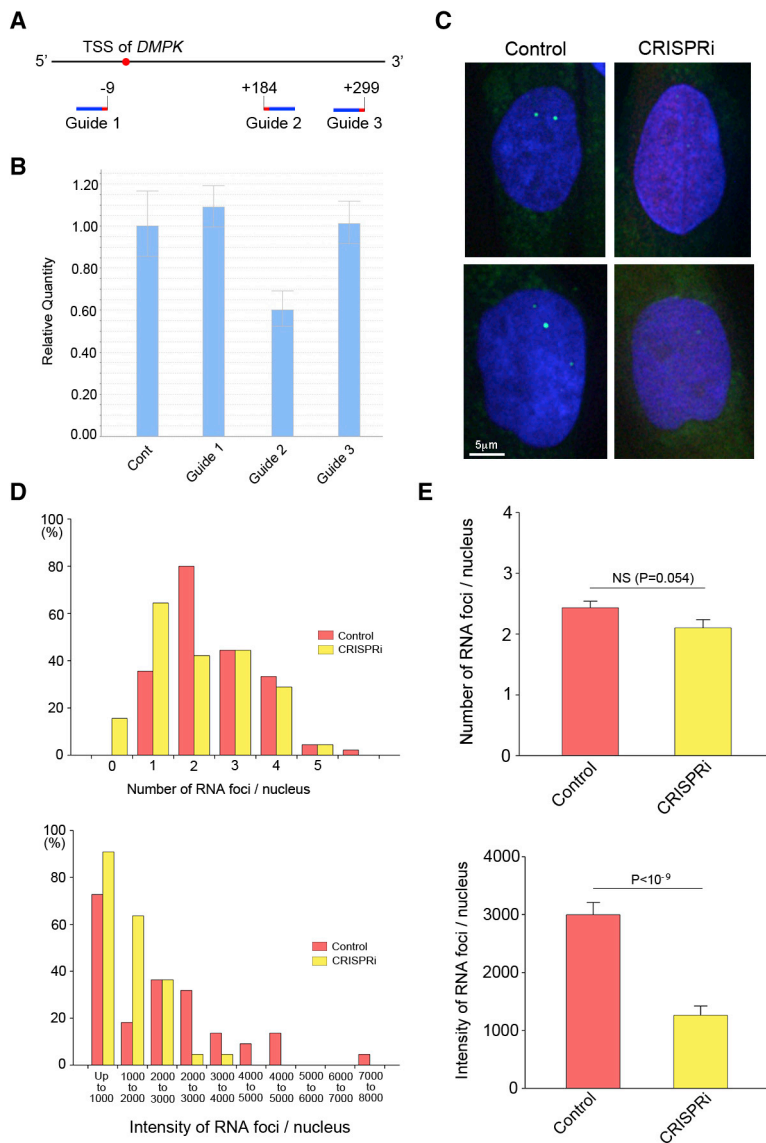 A
TSS of DMPK
5’ 3’
-9 +184 +299
Guide 1 Guide 2 Guide 3
B
Relative Quantity
1.20
1.00
0.80
0.60
0.40
0.20
0.00
Cont Guide 1 Guide 2 Guide 3
C
Control CRISPRi
5μm
D
100
(%)
80
60
40
20
0
Control
CRISPRi
0 1 2 3 4 5
Number of RNA foci / nucleus
100
(%)
80
60
40
20
0
Control
CRISPRi
Up to 1000
1000 to 2000
2000 to 3000
2000 to 3000
3000 to 4000
4000 to 5000
4000 to 5000
5000 to 6000
6000 to 7000
7000 to 8000
Intensity of RNA foci / nucleus
E
Number of RNA foci / nucleus
4
3
2
1
0
NS (P=0.054)
Control CRISPRi
Intensity of RNA foci / nucleus
4000
3000
2000
1000
0
P<10⁻⁹
Control CRISPRi